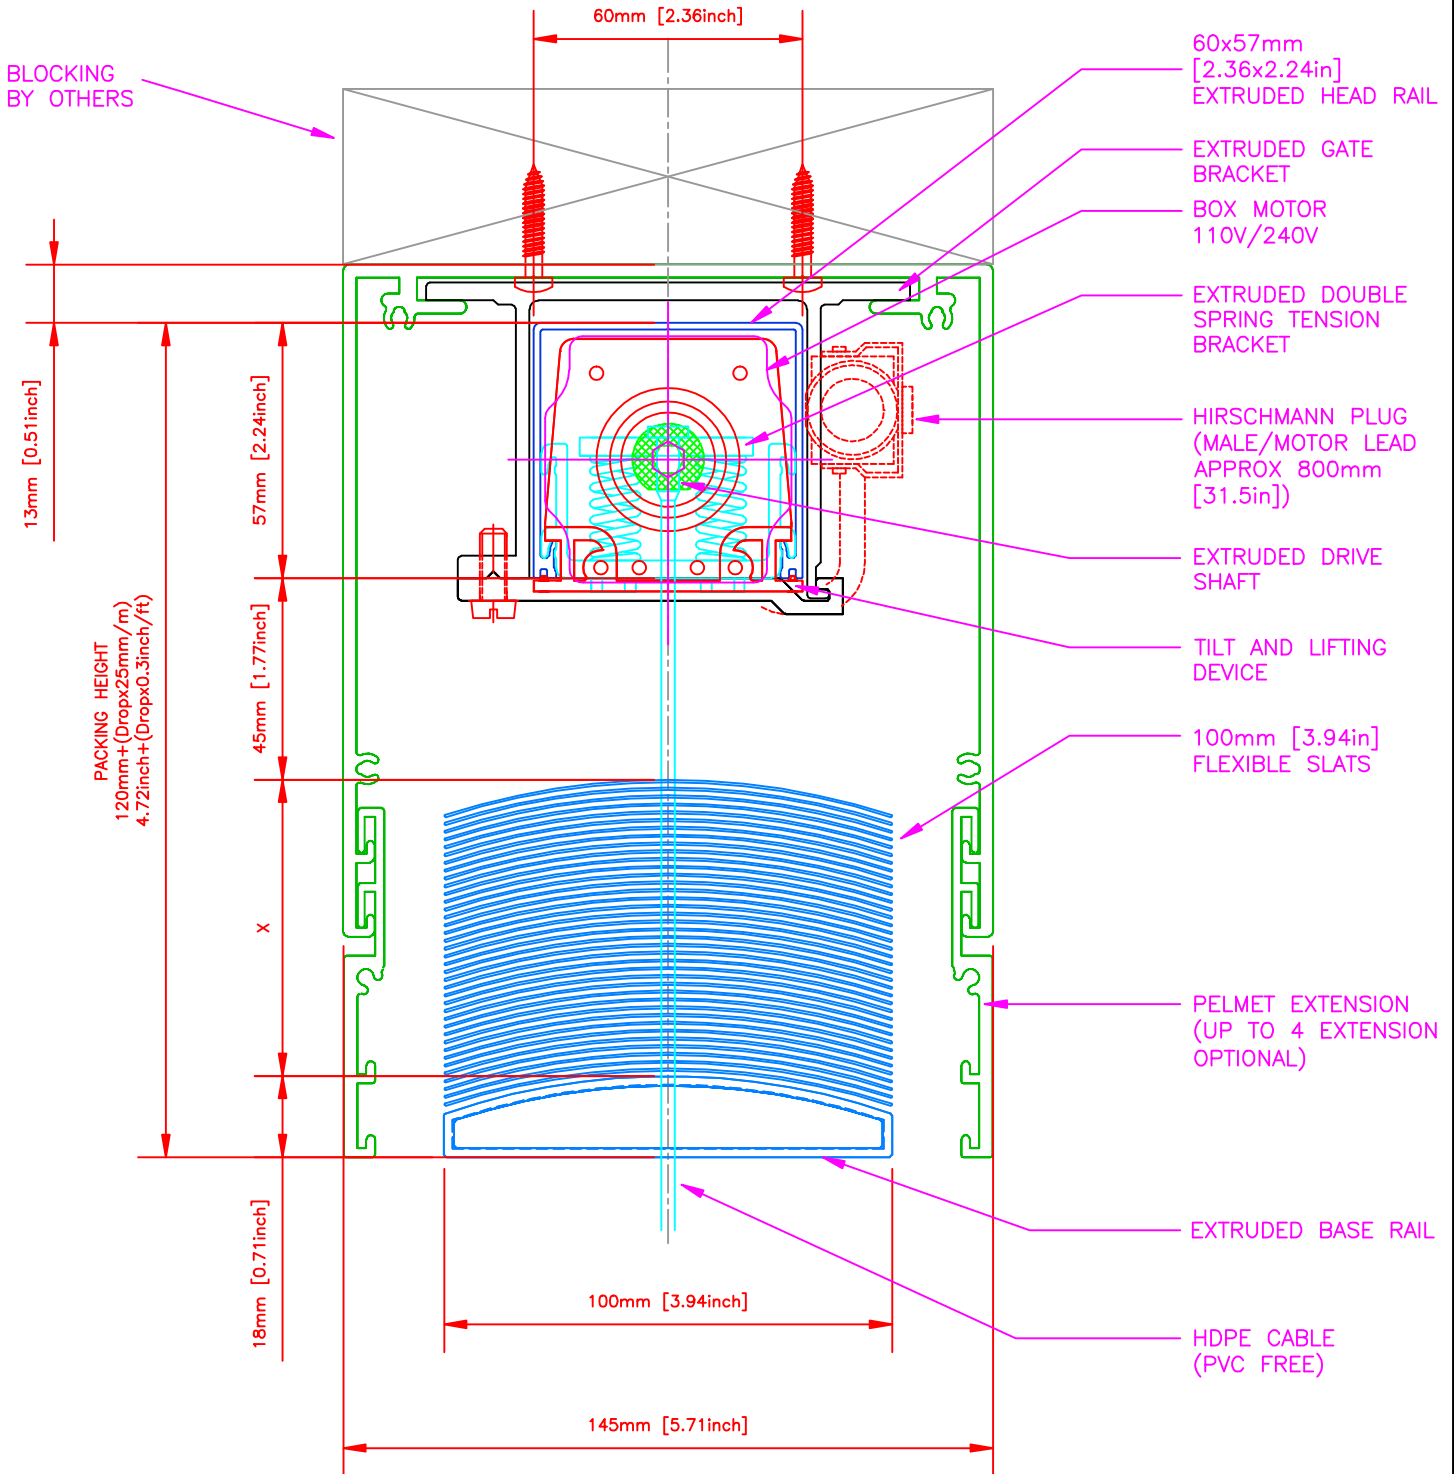 60mm [2.36inch]
BLOCKING
BY OTHERS
60x57mm
[2.36x2.24in]
EXTRUDED HEAD RAIL
EXTRUDED GATE
BRACKET
BOX MOTOR
110V/240V
EXTRUDED DOUBLE
SPRING TENSION
BRACKET
HIRSCHMANN PLUG
(MALE/MOTOR LEAD
APPROX 800mm
[31.5in])
EXTRUDED DRIVE
SHAFT
TILT AND LIFTING
DEVICE
100mm [3.94in]
FLEXIBLE SLATS
PELMET EXTENSION
(UP TO 4 EXTENSION
OPTIONAL)
EXTRUDED BASE RAIL
HDPE CABLE
(PVC FREE)
13mm [0.51inch]
57mm [2.24inch]
45mm [1.77inch]
PACKING HEIGHT
120mm+(Dropx25mm/m)
4.72inch+(Dropx0.3inch/ft)
X
18mm [0.71inch]
100mm [3.94inch]
145mm [5.71inch]